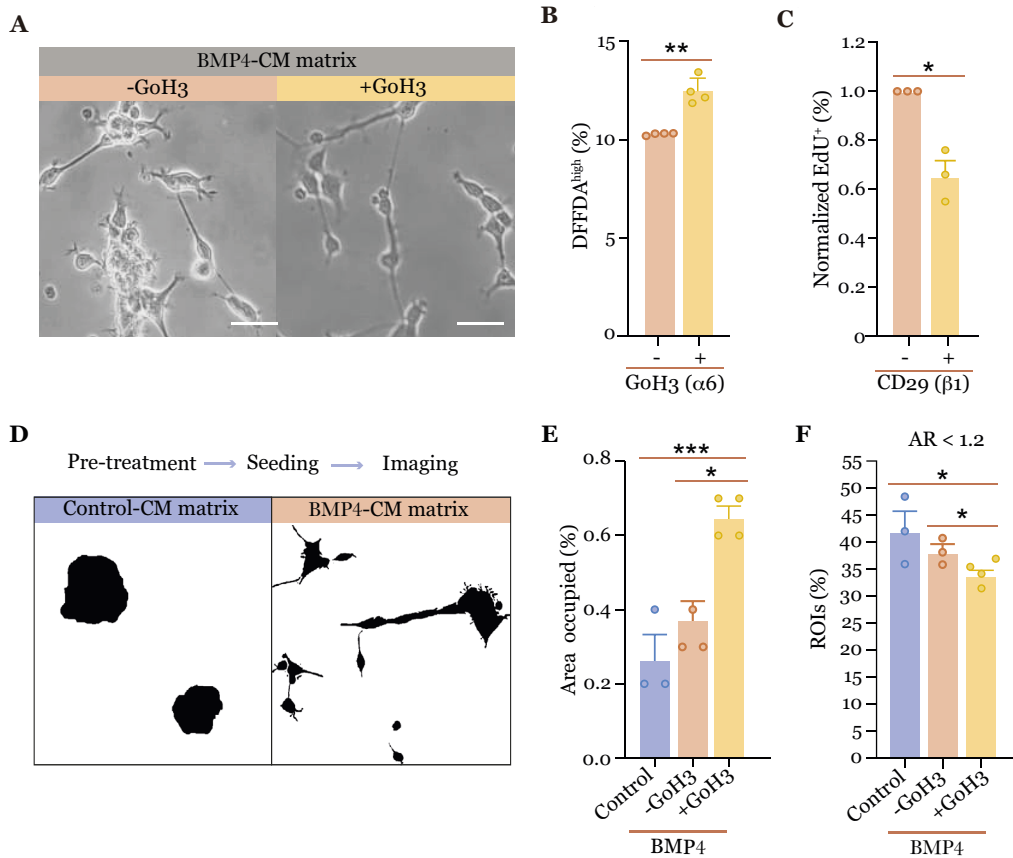 A
BMP4-CM matrix
-GoH3 +GoH3
B
**
DFFDAhigh (%)
15
10
5
0
- +
GoH3 (α6)
C
*
Normalized EdU+ (%)
1.2
1.0
0.8
0.6
0.4
0.2
0
- +
CD29 (β1)
D
Pre-treatment → Seeding → Imaging
Control-CM matrix BMP4-CM matrix
E
***
*
Area occupied (%)
0.8
0.6
0.4
0.2
0.0
Control -GoH3 +GoH3
BMP4
F
AR < 1.2
*
*
ROIs (%)
55
50
45
40
35
30
25
20
15
10
5
0
Control -GoH3 +GoH3
BMP4